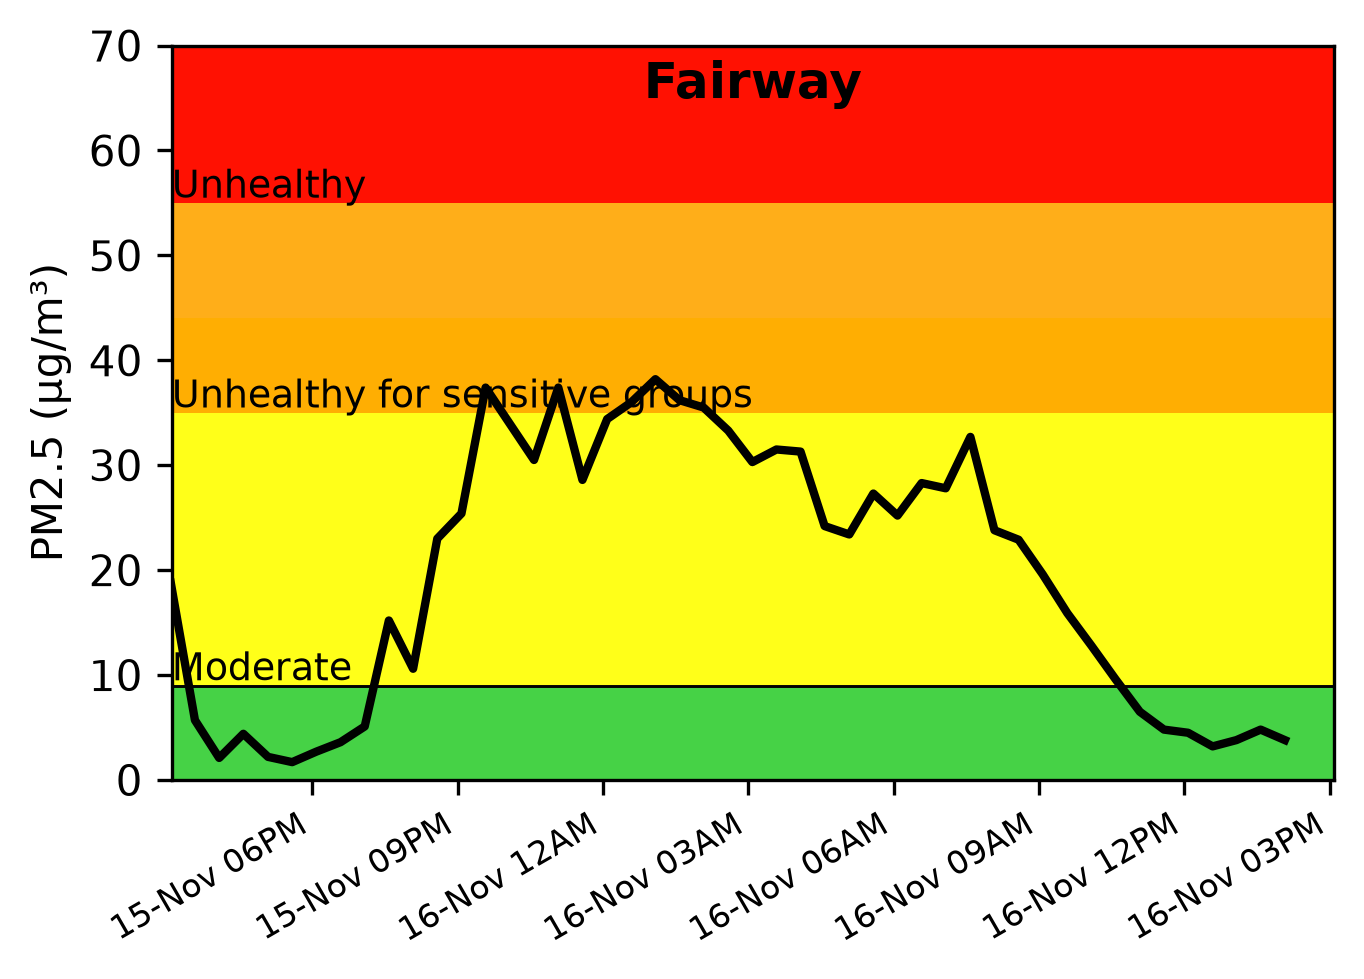 Fairway
70
60
50
40
30
20
10
0
PM2.5 (µg/m³)
Unhealthy
Unhealthy for sensitive groups
Moderate
15-Nov 06PM
15-Nov 09PM
16-Nov 12AM
16-Nov 03AM
16-Nov 06AM
16-Nov 09AM
16-Nov 12PM
16-Nov 03PM